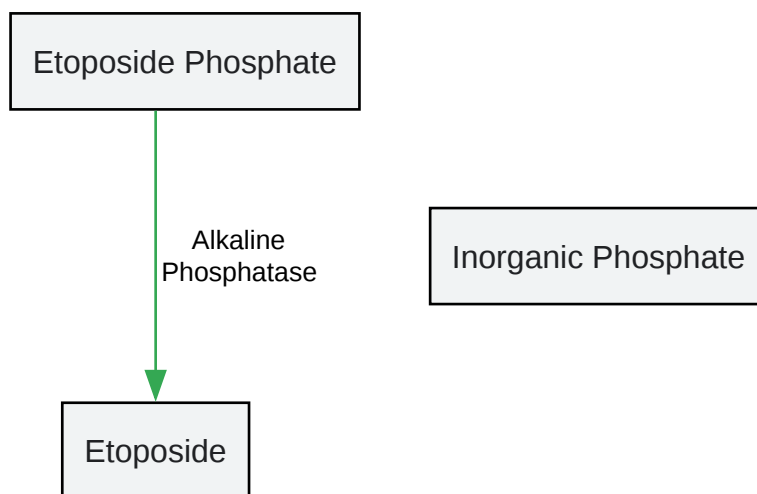 Etoposide Phosphate
Alkaline
Phosphatase
Inorganic Phosphate
Etoposide